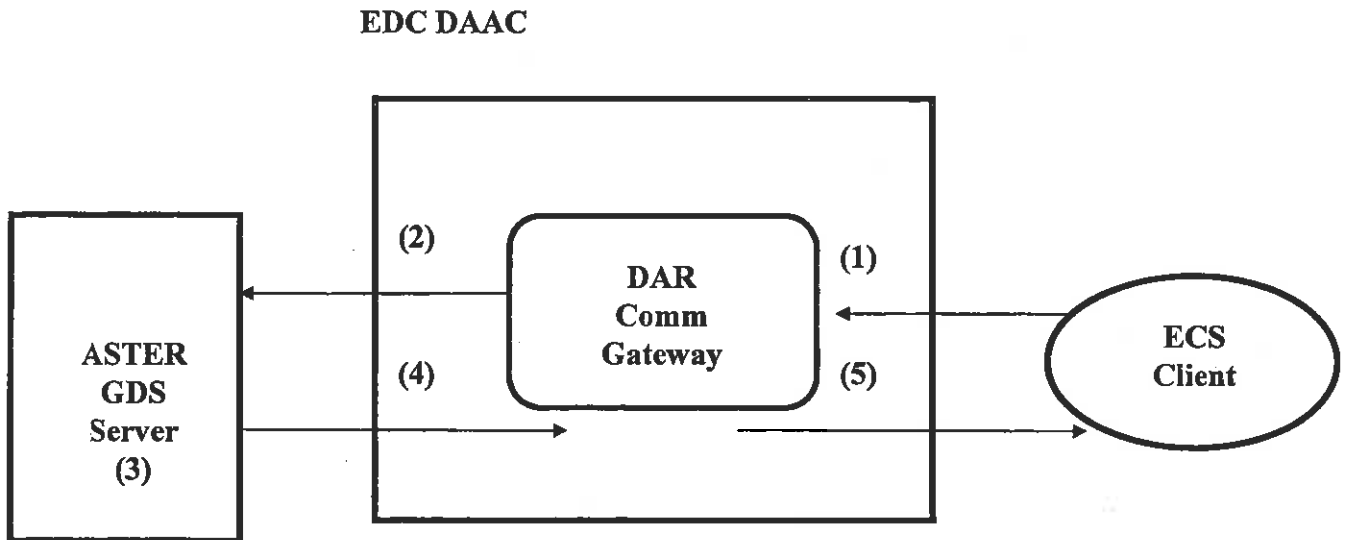 EDC DAAC
(2)
(4)
DAR
Comm
Gateway
(1)
(5)
ASTER
GDS
Server
(3)
ECS
Client